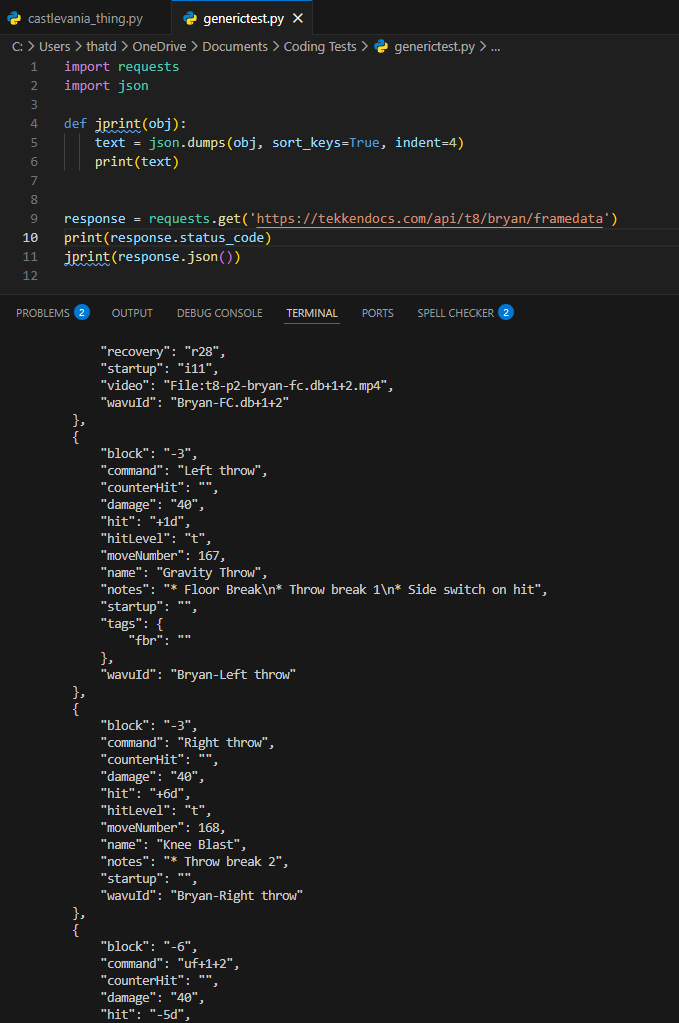 castlevania_thing.py generictest.py
C: > Users > thatd > OneDrive > Documents > Coding Tests > generictest.py > ...
1 import requests
2 import json
3
4 def jprint(obj):
5 text = json.dumps(obj, sort_keys=True, indent=4)
6 print(text)
7
8
9 response = requests.get('https://tekkendocs.com/api/t8/bryan/framedata')
10 print(response.status_code)
11 jprint(response.json())
12
PROBLEMS 2 OUTPUT DEBUG CONSOLE TERMINAL PORTS SPELL CHECKER 2
"recovery": "r28",
"startup": "i11",
"video": "File:t8-p2-bryan-fc.db+1+2.mp4",
"wavuId": "Bryan-FC.db+1+2"
},
{
"block": "-3",
"command": "Left throw",
"counterHit": "",
"damage": "40",
"hit": "+1d",
"hitLevel": "t",
"moveNumber": 167,
"name": "Gravity Throw",
"notes": "* Floor Break\n* Throw break 1\n* Side switch on hit",
"startup": "",
"tags": {
"fbr": ""
},
"wavuId": "Bryan-Left throw"
},
{
"block": "-3",
"command": "Right throw",
"counterHit": "",
"damage": "40",
"hit": "+6d",
"hitLevel": "t",
"moveNumber": 168,
"name": "Knee Blast",
"notes": "* Throw break 2",
"startup": "",
"wavuId": "Bryan-Right throw"
},
{
"block": "-6",
"command": "uf+1+2",
"counterHit": "",
"damage": "40",
"hit": "-5d",